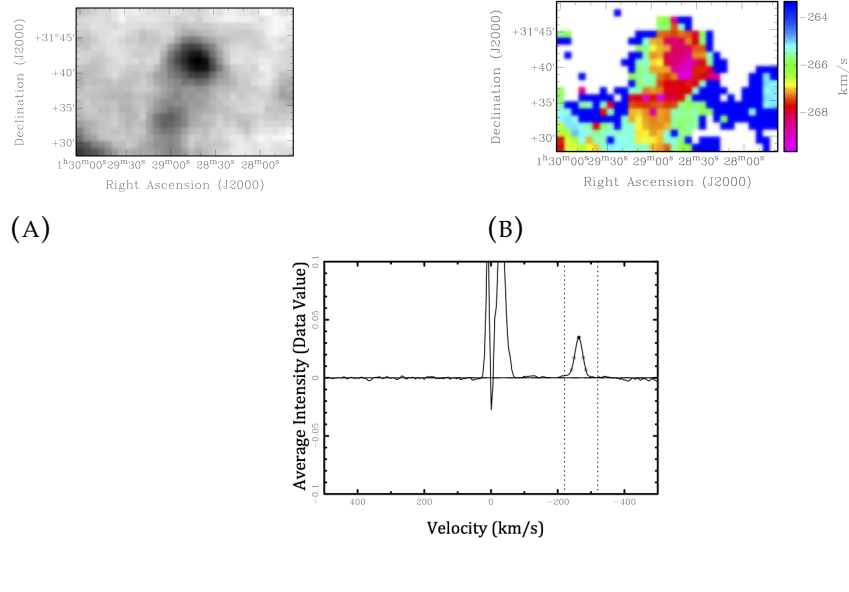 Declination (J2000)
+31°45'
+40'
+35'
+30'
1ʰ30ᵐ00ˢ 29ᵐ30ˢ 29ᵐ00ˢ 28ᵐ30ˢ 28ᵐ00ˢ
Right Ascension (J2000)
(A)
Declination (J2000)
+31°45'
+40'
+35'
+30'
1ʰ30ᵐ00ˢ 29ᵐ30ˢ 29ᵐ00ˢ 28ᵐ30ˢ 28ᵐ00ˢ
Right Ascension (J2000)
−264
−266
−268
km/s
(B)
Average Intensity (Data Value)
0.1
0.05
0
−0.05
−0.1
400 200 0 −200 −400
Velocity (km/s)